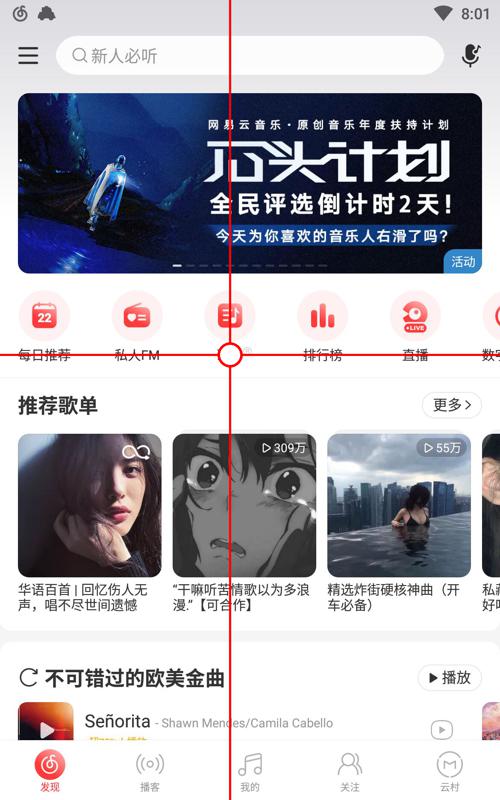 8:01
新人必听
网易云音乐·原创音乐年度扶持计划
石头计划
全民评选倒计时2天!
今天为你喜欢的音乐人右滑了吗?
活动
22
LIVE
每日推荐
私人FM
排行榜
直播
推荐歌单
更多
309万
55万
华语百首 | 回忆伤人无
声，唱不尽世间遗憾
“干嘛听苦情歌以为多浪
漫.”【可合作】
精选炸街硬核神曲（开
车必备）
不可错过的欧美金曲
播放
Señorita - Shawn Mendes/Camila Cabello
发现
播客
我的
关注
云村